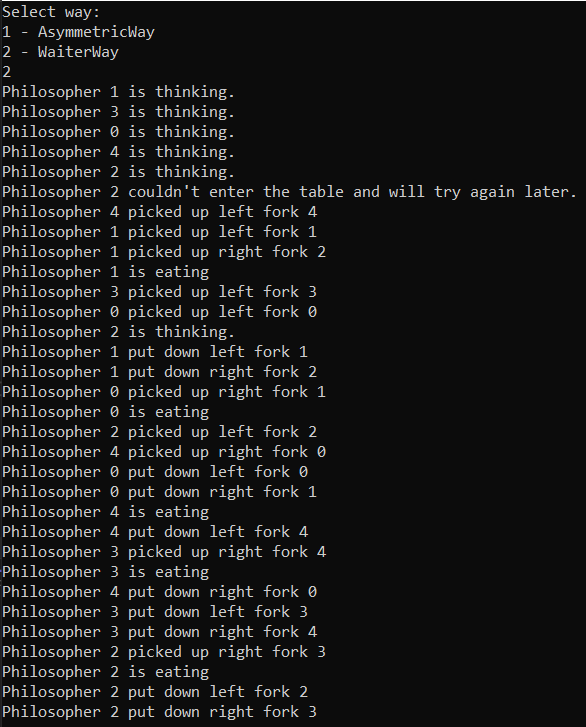 Select way:
1 - AsymmetricWay
2 - WaiterWay
2
Philosopher 1 is thinking.
Philosopher 3 is thinking.
Philosopher 0 is thinking.
Philosopher 4 is thinking.
Philosopher 2 is thinking.
Philosopher 2 couldn't enter the table and will try again later.
Philosopher 4 picked up left fork 4
Philosopher 1 picked up left fork 1
Philosopher 1 picked up right fork 2
Philosopher 1 is eating
Philosopher 3 picked up left fork 3
Philosopher 0 picked up left fork 0
Philosopher 2 is thinking.
Philosopher 1 put down left fork 1
Philosopher 1 put down right fork 2
Philosopher 0 picked up right fork 1
Philosopher 0 is eating
Philosopher 2 picked up left fork 2
Philosopher 4 picked up right fork 0
Philosopher 0 put down left fork 0
Philosopher 0 put down right fork 1
Philosopher 4 is eating
Philosopher 4 put down left fork 4
Philosopher 3 picked up right fork 4
Philosopher 3 is eating
Philosopher 4 put down right fork 0
Philosopher 3 put down left fork 3
Philosopher 3 put down right fork 4
Philosopher 2 picked up right fork 3
Philosopher 2 is eating
Philosopher 2 put down left fork 2
Philosopher 2 put down right fork 3